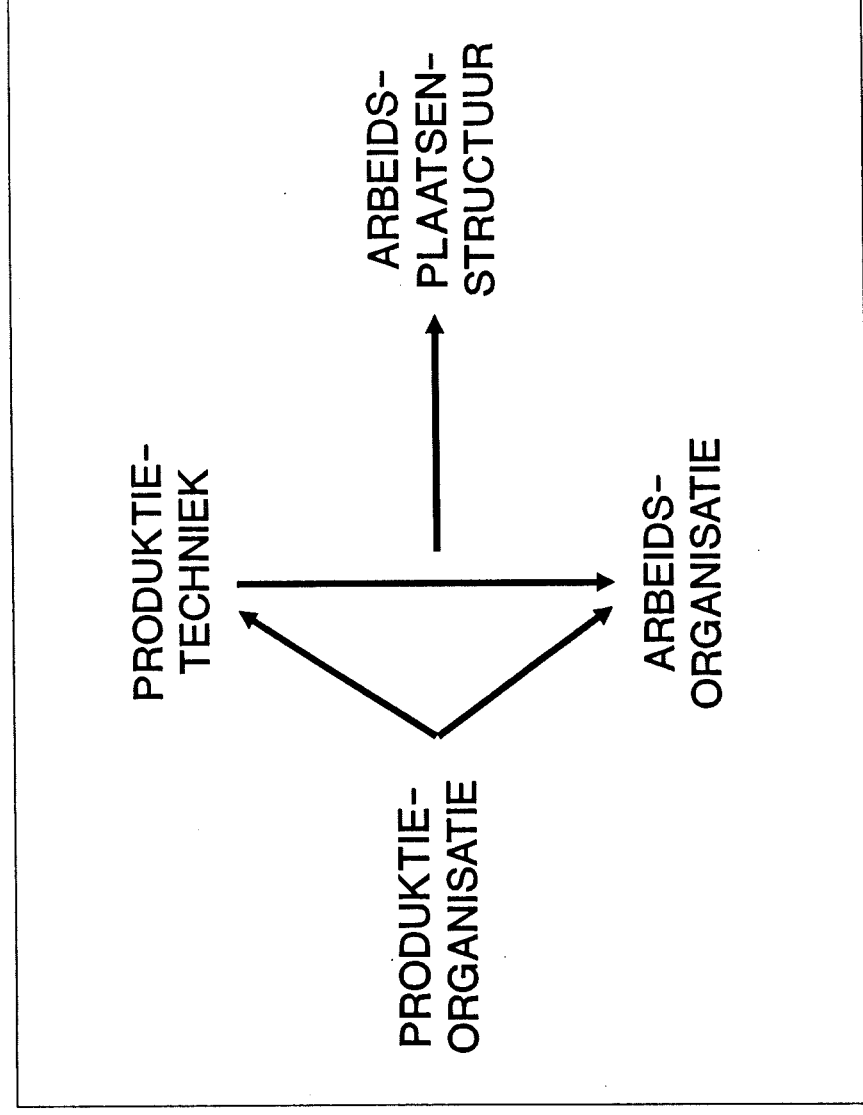 PRODUKTIE-
TECHNIEK
PRODUKTIE-
ORGANISATIE
ARBEIDS-
PLAATSEN-
STRUCTUUR
ARBEIDS-
ORGANISATIE